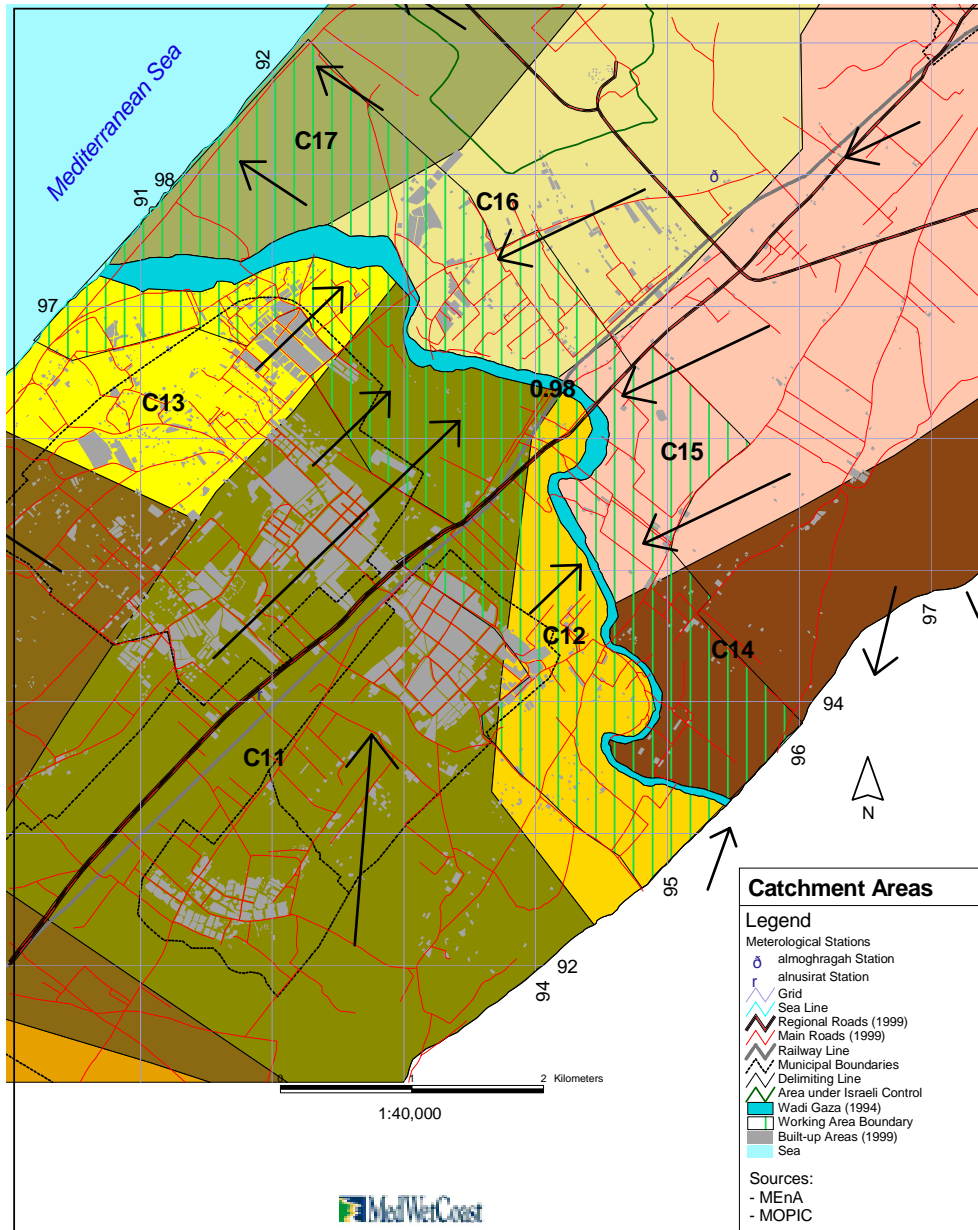 Mediterranean Sea
92
C17
98
91
C16
ð
97
0.98
C13
C15
C12
C14
97
94
C11
r
96
N
95
92
94
0 1 2 Kilometers
1:40,000
Catchment Areas
Legend
Meterological Stations
ð almoghragah Station
r alnusirat Station
Grid
Sea Line
Regional Roads (1999)
Main Roads (1999)
Railway Line
Municipal Boundaries
Delimiting Line
Area under Israeli Control
Wadi Gaza (1994)
Working Area Boundary
Built-up Areas (1999)
Sea
Sources:
- MEnA
- MOPIC
MedWetCoast